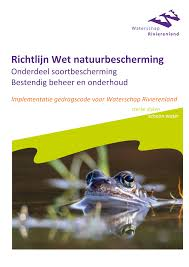 Waterschap
Rivierenland
Richtlijn Wet natuurbescherming
Onderdeel soortbescherming
Bestendig beheer en onderhoud
Implementatie gedragscode voor Waterschap Rivierenland
sterke dijken
schoon water